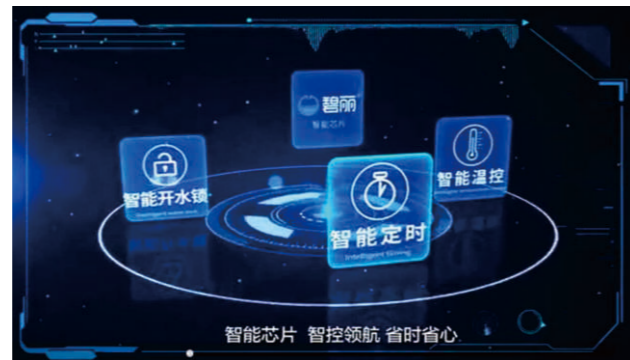 碧丽
智能芯片
智能开水锁
智能温控
智能定时
Intelligent timing
智能芯片 智控领航 省时省心